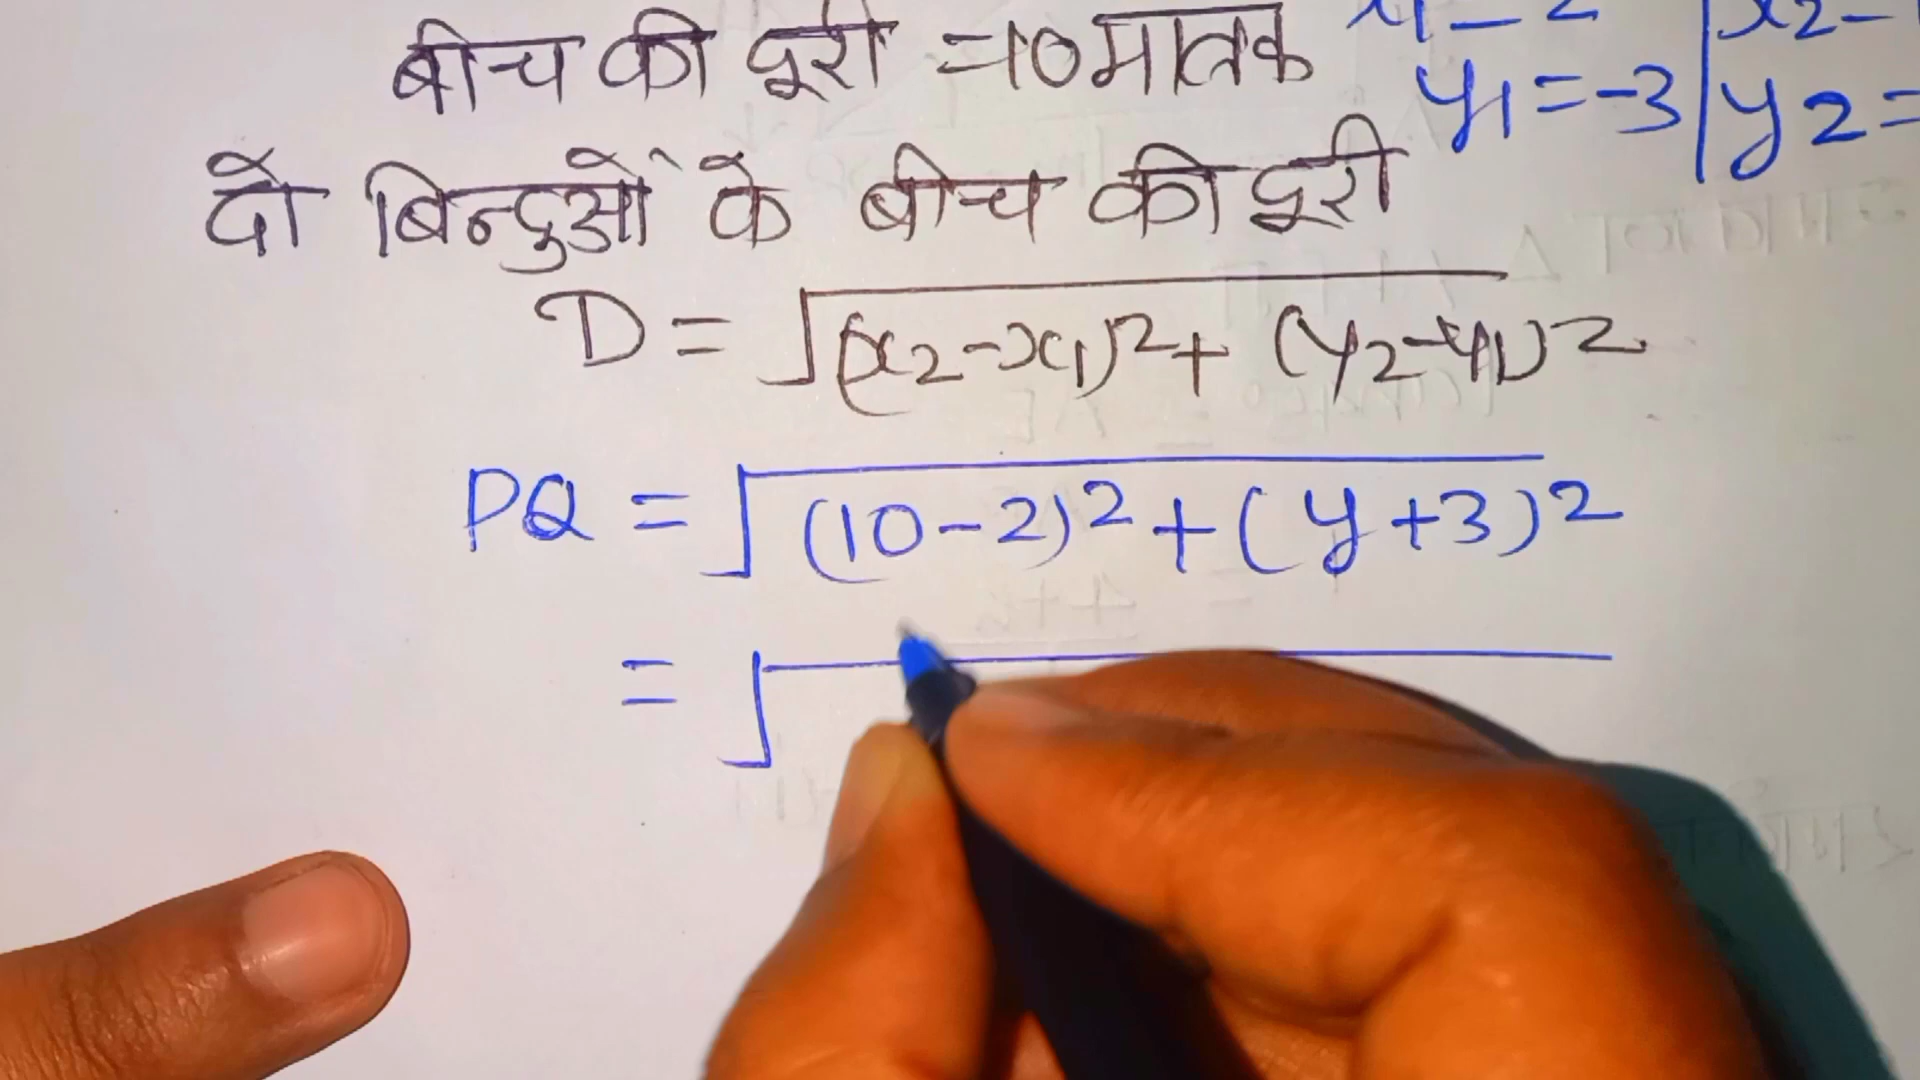 बीच की दूरी = 10 मात्रक
y1 = -3 | y2 =
दो बिन्दुओं के बीच की दूरी
D = √(x2-x1)² + (y2-y1)²
PQ = √(10-2)² + (y+3)²
= √